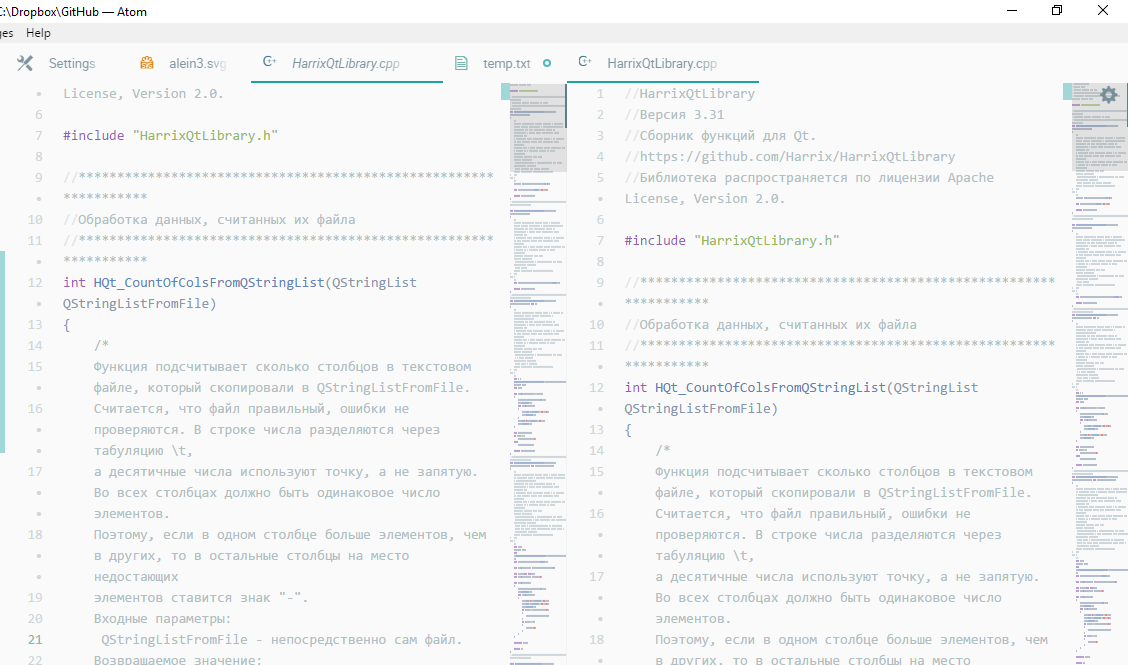 C:\Dropbox\GitHub — Atom
ges Help
Settings alein3.svg HarrixQtLibrary.cpp temp.txt HarrixQtLibrary.cpp
License, Version 2.0.
6
7 #include "HarrixQtLibrary.h"
8
9 //******************************************************
***********
10 //Обработка данных, считанных их файла
11 //******************************************************
***********
12 int HQt_CountOfColsFromQStringList(QStringList
QStringListFromFile)
13 {
14 /*
15 Функция подсчитывает сколько столбцов в текстовом
файле, который скопировали в QStringListFromFile.
16 Считается, что файл правильный, ошибки не
проверяются. В строке числа разделяются через
табуляцию \t,
17 а десятичные числа используют точку, а не запятую.
Во всех столбцах должно быть одинаковое число
элементов.
18 Поэтому, если в одном столбце больше элементов, чем
в других, то в остальные столбцы на место
недостающих
19 элементов ставится знак "-".
20 Входные параметры:
21 QStringListFromFile - непосредственно сам файл.
22 Возвращаемое значение:
1 //HarrixQtLibrary
2 //Версия 3.31
3 //Сборник функций для Qt.
4 //https://github.com/Harrix/HarrixQtLibrary
5 //Библиотека распространяется по лицензии Apache
License, Version 2.0.
6
7 #include "HarrixQtLibrary.h"
8
9 //******************************************************
***********
10 //Обработка данных, считанных их файла
11 //******************************************************
***********
12 int HQt_CountOfColsFromQStringList(QStringList
QStringListFromFile)
13 {
14 /*
15 Функция подсчитывает сколько столбцов в текстовом
файле, который скопировали в QStringListFromFile.
16 Считается, что файл правильный, ошибки не
проверяются. В строке числа разделяются через
табуляцию \t,
17 а десятичные числа используют точку, а не запятую.
Во всех столбцах должно быть одинаковое число
элементов.
18 Поэтому, если в одном столбце больше элементов, чем
в других, то в остальные столбцы на место